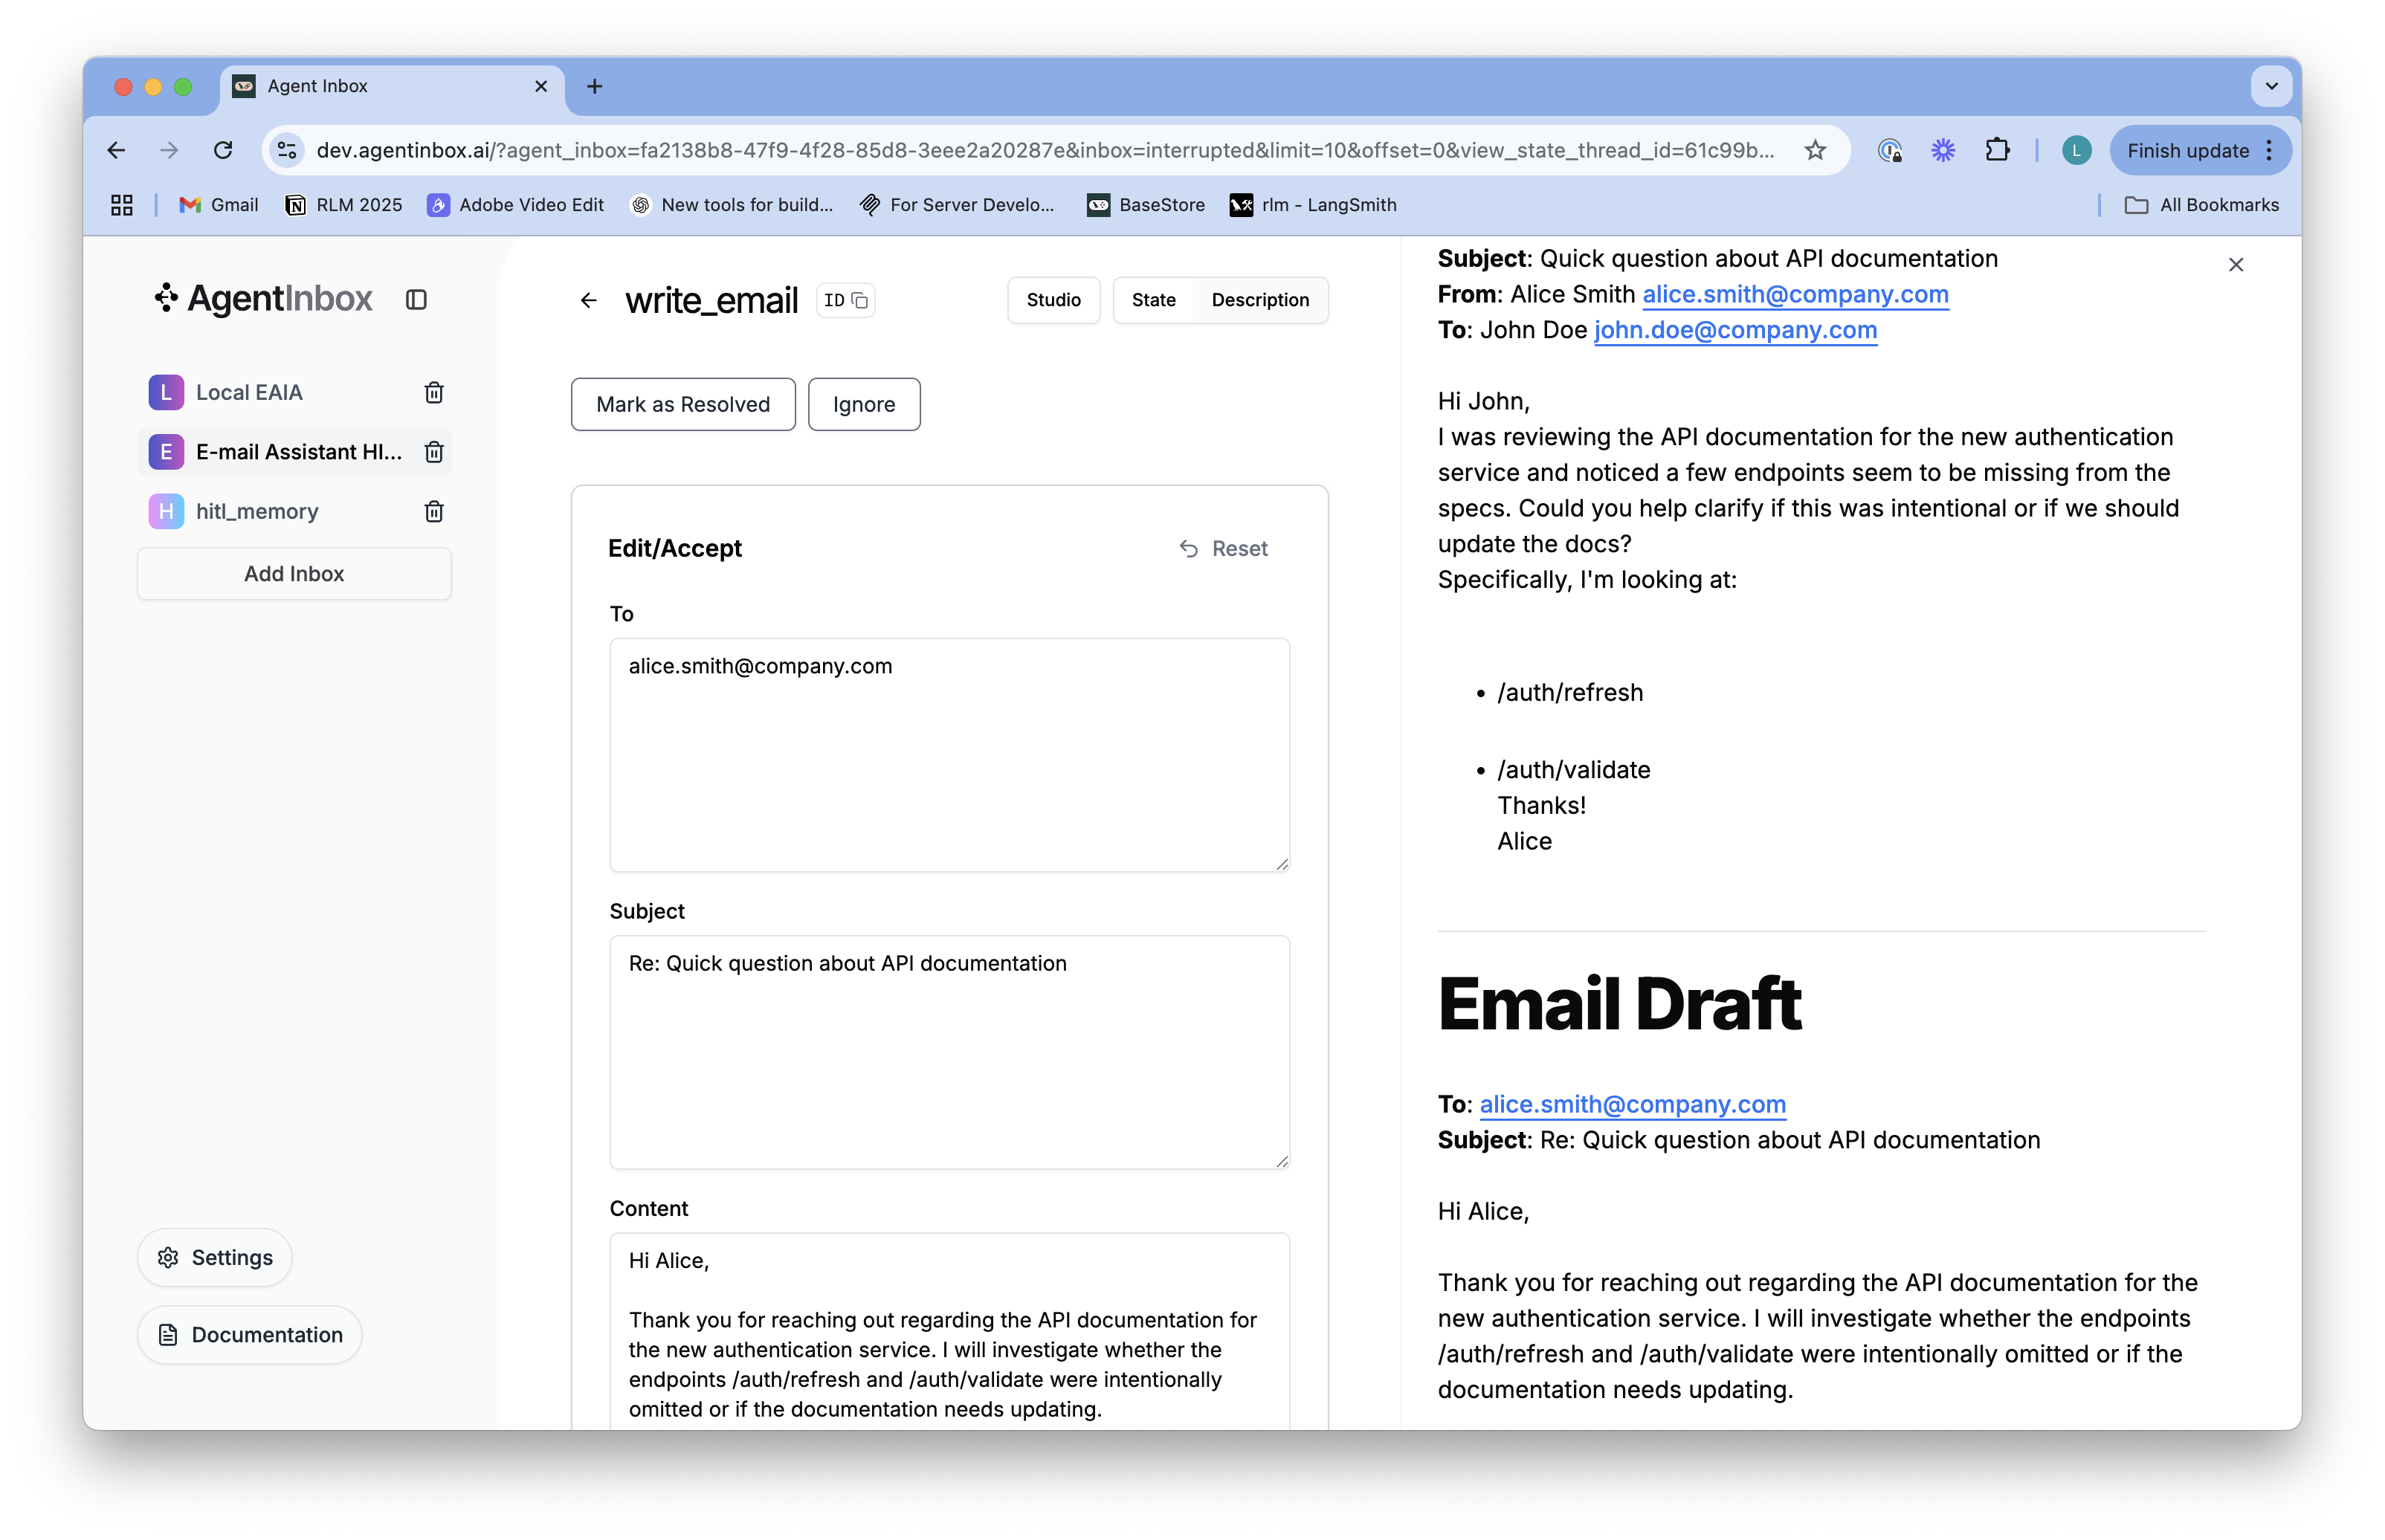 Agent Inbox
dev.agentinbox.ai/?agent_inbox=fa2138b8-47f9-4f28-85d8-3eee2a20287e&inbox=interrupted&limit=10&offset=0&view_state_thread_id=61c99b...
L
Finish update
Gmail
RLM 2025
Adobe Video Edit
New tools for build...
For Server Develo...
BaseStore
rlm - LangSmith
All Bookmarks
AgentInbox
L Local EAIA
E E-mail Assistant HI...
H hitl_memory
Add Inbox
Settings
Documentation
write_email
ID
Studio
State
Description
Mark as Resolved
Ignore
Edit/Accept
Reset
To
alice.smith@company.com
Subject
Re: Quick question about API documentation
Content
Hi Alice,
Thank you for reaching out regarding the API documentation for
the new authentication service. I will investigate whether the
endpoints /auth/refresh and /auth/validate were intentionally
omitted or if the documentation needs updating.
Subject: Quick question about API documentation
From: Alice Smith alice.smith@company.com
To: John Doe john.doe@company.com
Hi John,
I was reviewing the API documentation for the new authentication
service and noticed a few endpoints seem to be missing from the
specs. Could you help clarify if this was intentional or if we should
update the docs?
Specifically, I'm looking at:
• /auth/refresh
• /auth/validate
Thanks!
Alice
Email Draft
To: alice.smith@company.com
Subject: Re: Quick question about API documentation
Hi Alice,
Thank you for reaching out regarding the API documentation for the
new authentication service. I will investigate whether the endpoints
/auth/refresh and /auth/validate were intentionally omitted or if the
documentation needs updating.